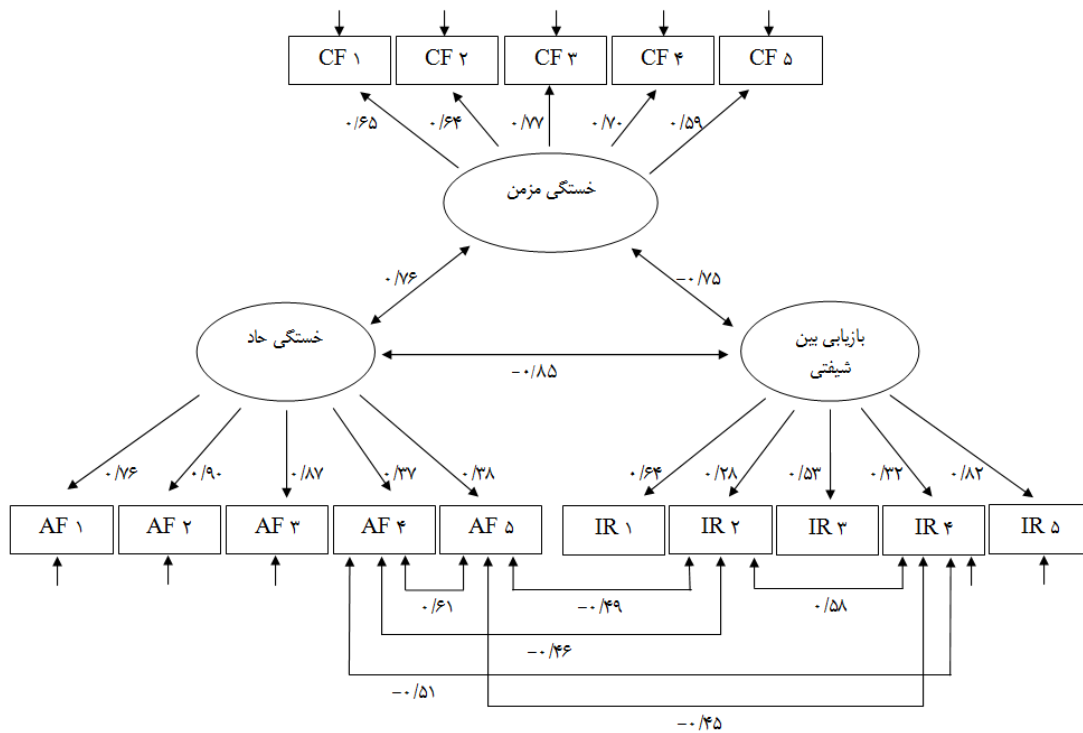 CF ۱
CF ۲
CF ۳
CF ۴
CF ۵
۰/۶۵
۰/۶۴
۰/۷۷
۰/۷۰
۰/۵۹
خستگی مزمن
۰/۷۶
−۰/۷۵
خستگی حاد
بازیابی بین
شیفتی
−۰/۸۵
۰/۷۶
۰/۹۰
۰/۸۷
۰/۳۷
۰/۳۸
۰/۶۴
۰/۲۸
۰/۵۳
۰/۳۲
۰/۸۲
AF ۱
AF ۲
AF ۳
AF ۴
AF ۵
IR ۱
IR ۲
IR ۳
IR ۴
IR ۵
۰/۶۱
−۰/۴۹
۰/۵۸
−۰/۴۶
−۰/۵۱
−۰/۴۵